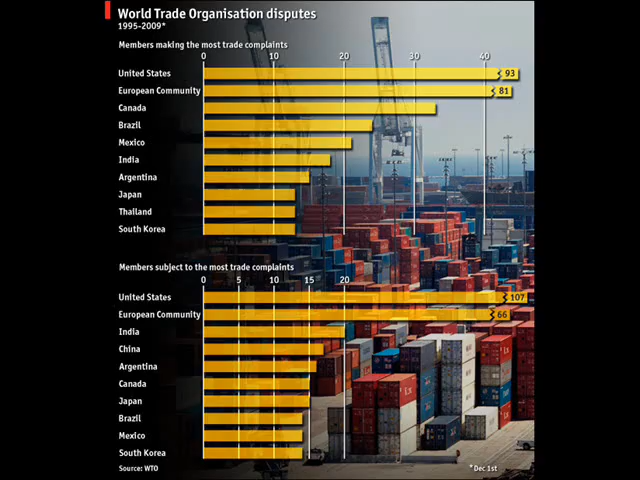 World Trade Organisation disputes
1995-2009*
Members making the most trade complaints
0 10 20 30 40
United States 93
European Community 81
Canada
Brazil
Mexico
India
Argentina
Japan
Thailand
South Korea
Members subject to the most trade complaints
0 5 10 15 20
United States 107
European Community 66
India
China
Argentina
Canada
Japan
Brazil
Mexico
South Korea
Source: WTO *Dec 1st